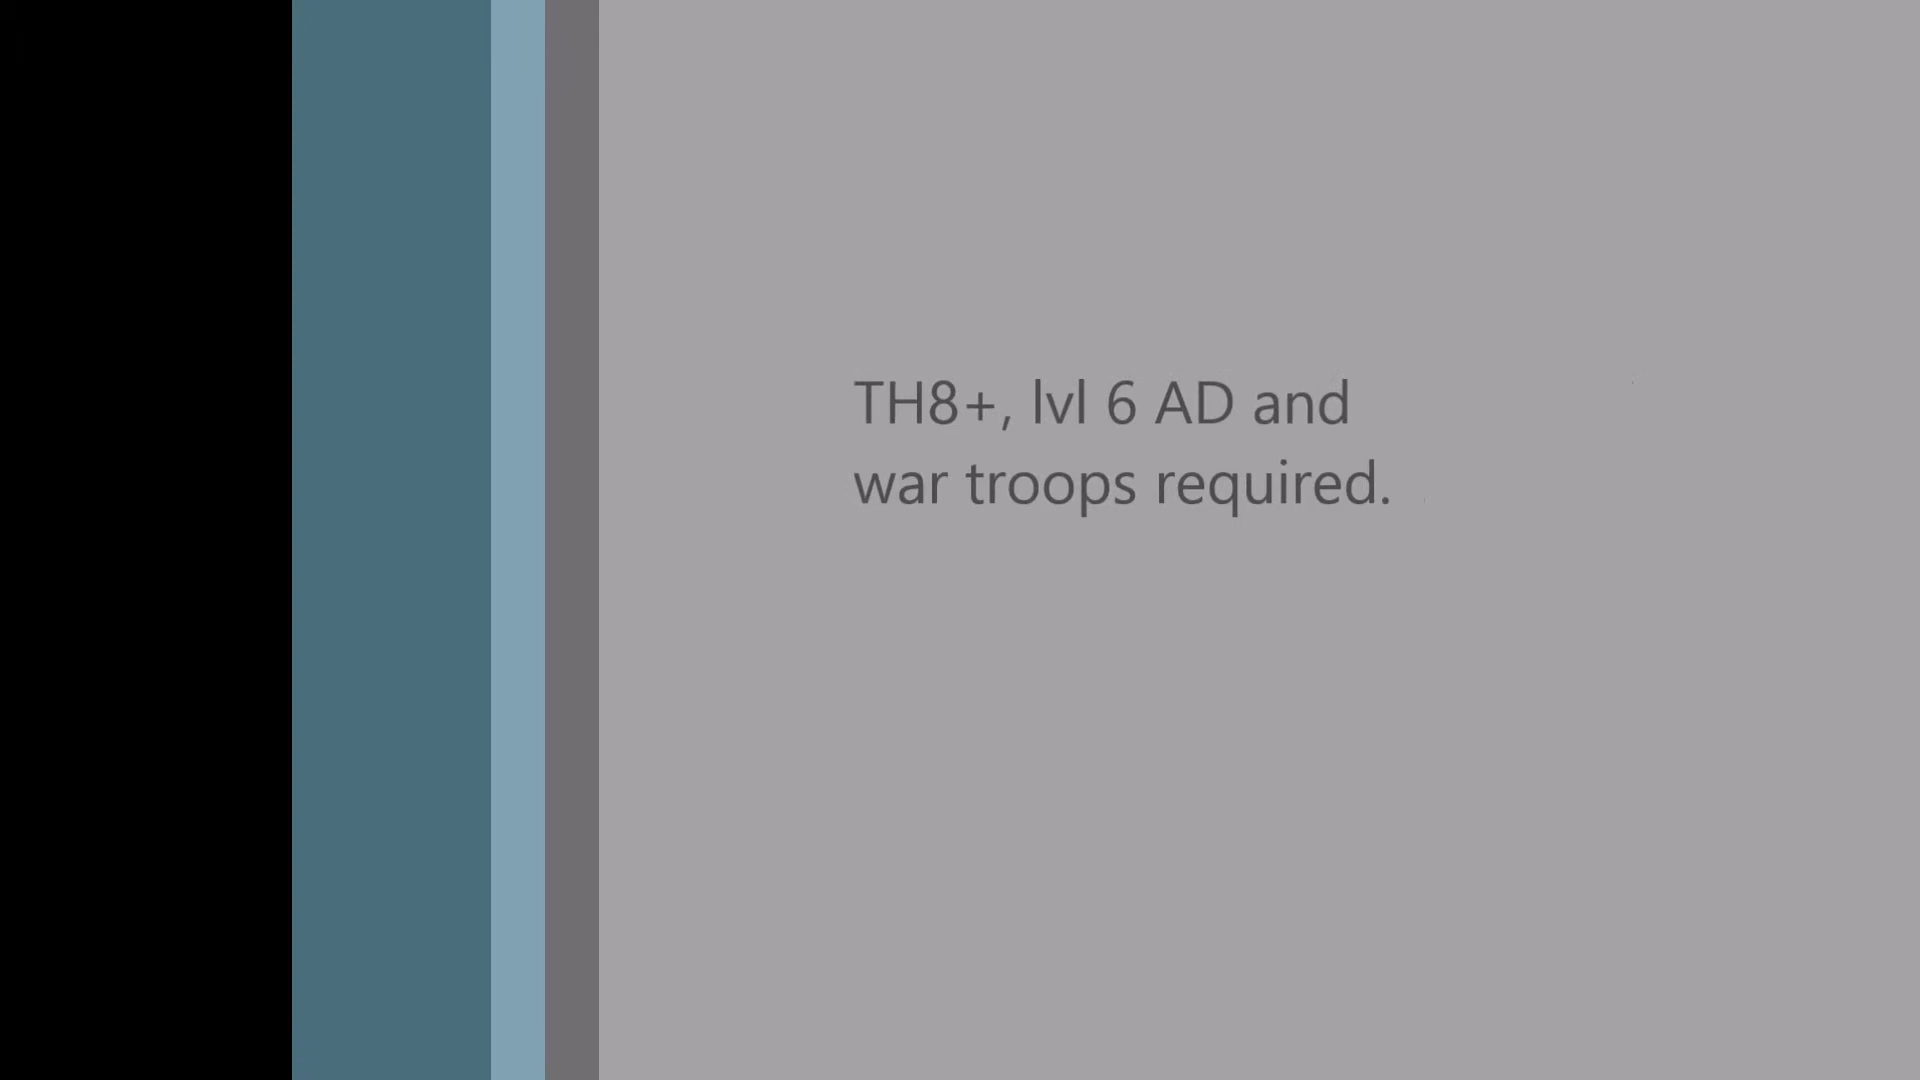 TH8+, lvl 6 AD and
war troops required.